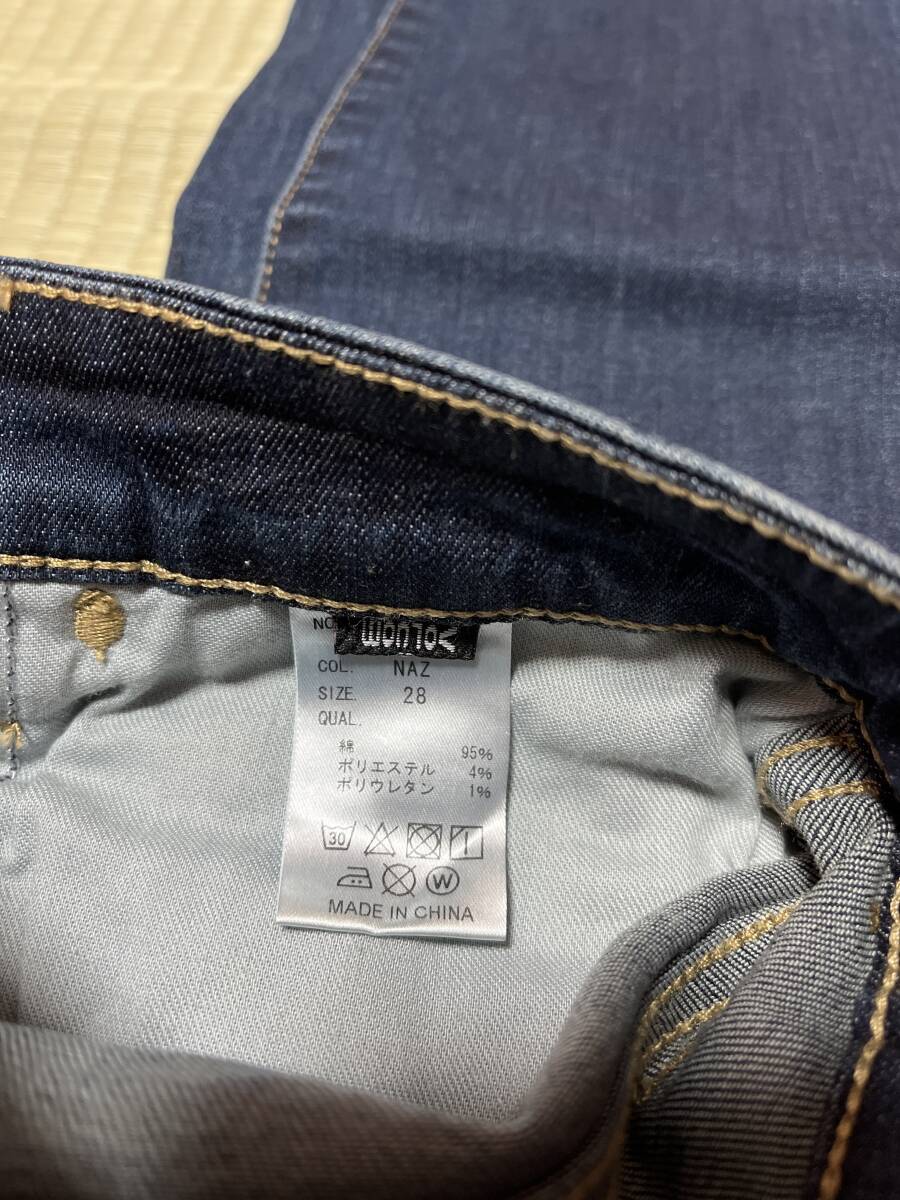 NO
COL. NAZ
SIZE. 28
QUAL.
綿 95%
ポリエステル 4%
ポリウレタン 1%
30
W
MADE IN CHINA